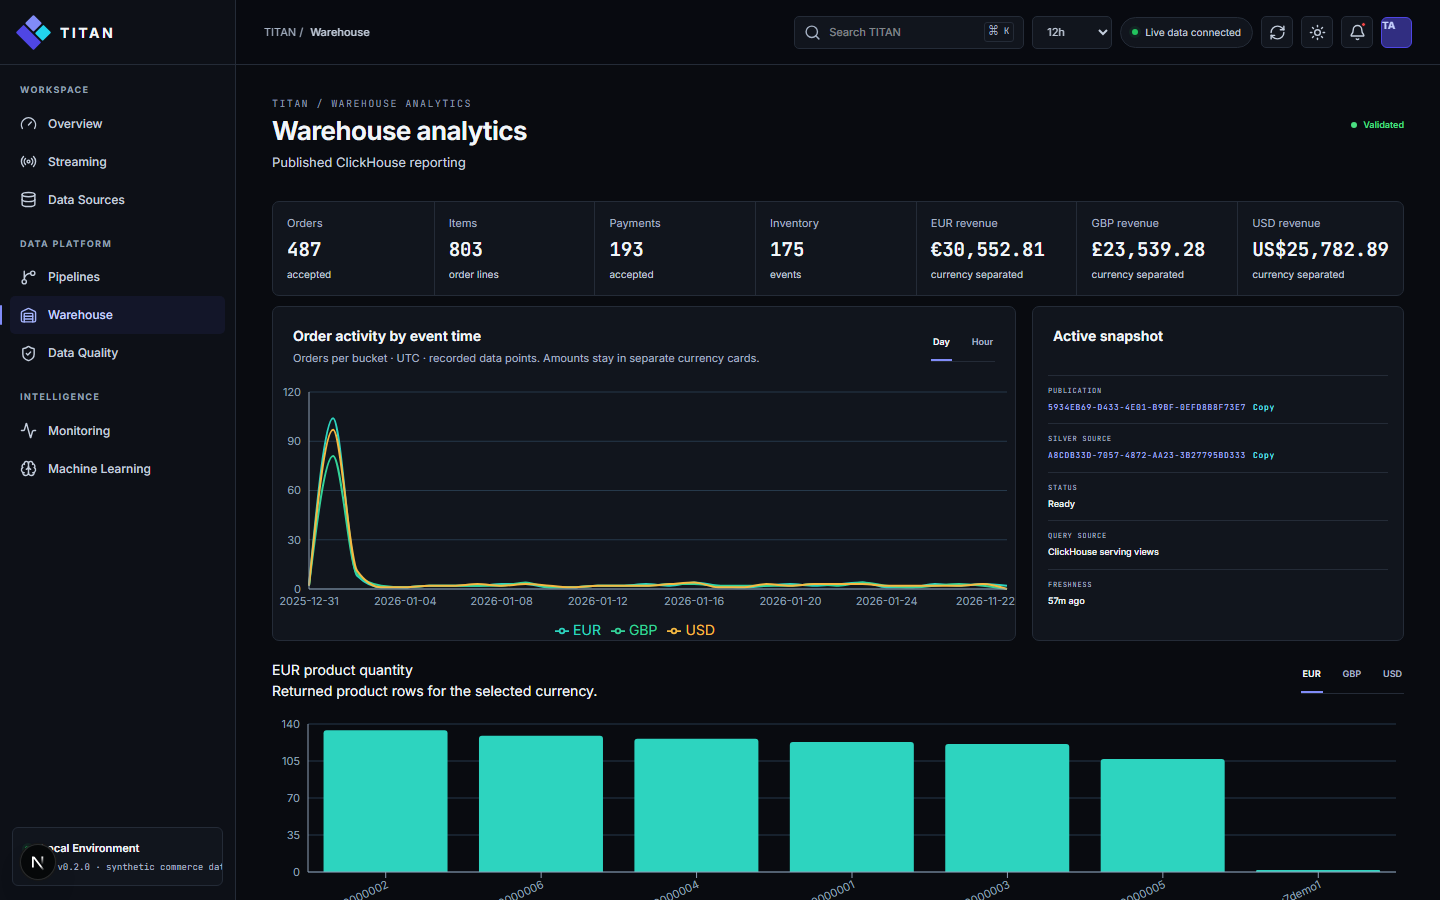 TITAN
TITAN / Warehouse
Search TITAN
⌘ K
12h
Live data connected
TA
WORKSPACE
Overview
Streaming
Data Sources
DATA PLATFORM
Pipelines
Warehouse
Data Quality
INTELLIGENCE
Monitoring
Machine Learning
TITAN / WAREHOUSE ANALYTICS
Warehouse analytics
Published ClickHouse reporting
Validated
Orders
487
accepted
Items
803
order lines
Payments
193
accepted
Inventory
175
events
EUR revenue
€30,552.81
currency separated
GBP revenue
£23,539.28
currency separated
USD revenue
US$25,782.89
currency separated
Order activity by event time
Orders per bucket · UTC · recorded data points. Amounts stay in separate currency cards.
Day Hour
120
90
60
30
0
2025-12-31 2026-01-04 2026-01-08 2026-01-12 2026-01-16 2026-01-20 2026-01-24 2026-11-22
EUR GBP USD
Active snapshot
PUBLICATION
5934EB69-D433-4E01-B9BF-0EFD8B8F73E7 Copy
SILVER SOURCE
A8CDB33D-7057-4872-AA23-3B27795BD333 Copy
STATUS
Ready
QUERY SOURCE
ClickHouse serving views
FRESHNESS
57m ago
EUR product quantity
Returned product rows for the selected currency.
EUR GBP USD
140
105
70
35
0
0000002 0000006 0000004 0000001 0000003 0000005 7demo1
N
ocal Environment
v0.2.0 · synthetic commerce dat